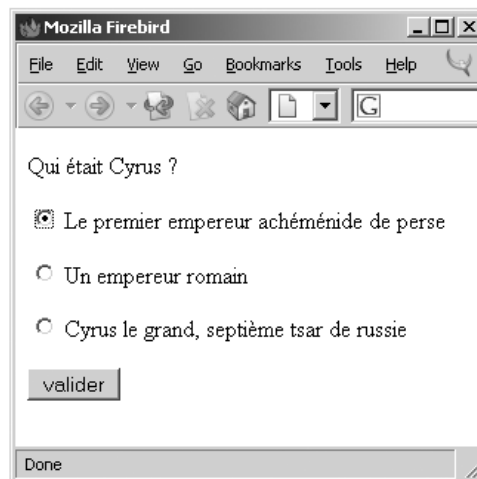 Mozilla Firebird
File Edit View Go Bookmarks Tools Help
G
Qui était Cyrus ?
Le premier empereur achéménide de perse
Un empereur romain
Cyrus le grand, septième tsar de russie
valider
Done